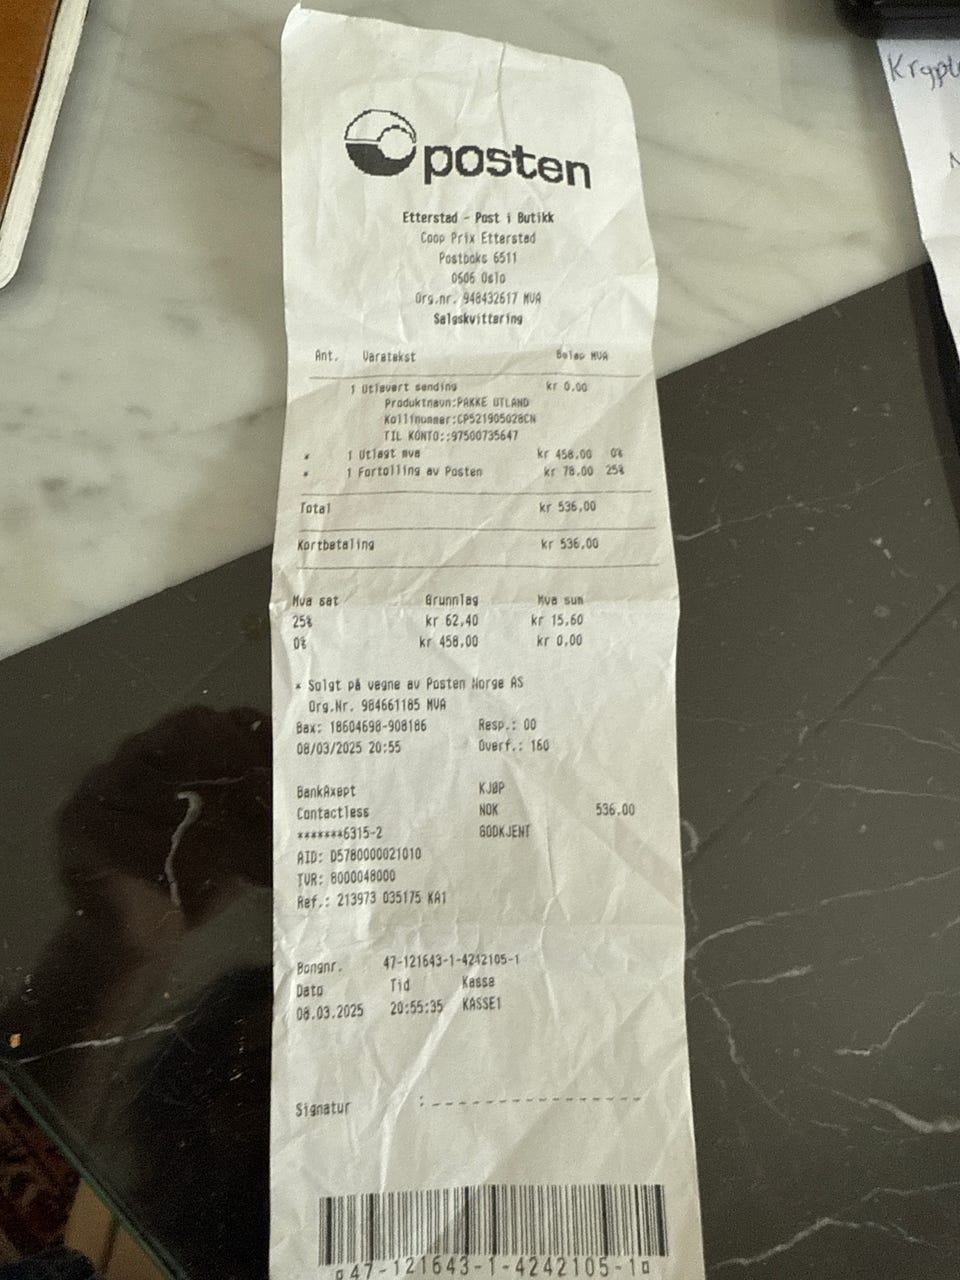 posten
Etterstad - Post i Butikk
Coop Prix Etterstad
Postboks 6511
0606 Oslo
Org.nr. 948432617 MVA
Salgskvittering
Ant. Varetekst Beløp MVA
1 Utlevert sending kr 0.00
Produktnavn:PAKKE UTLAND
Kollinummer:CP521905028CN
TIL KONTO::97500735647
* 1 Utlagt mva kr 458.00 0%
* 1 Fortolling av Posten kr 78.00 25%
Total kr 536,00
Kortbetaling kr 536,00
Mva sat Grunnlag Mva sum
25% kr 62,40 kr 15,60
0% kr 458,00 kr 0,00
* Solgt på vegne av Posten Norge AS
Org.Nr. 984661185 MVA
Bax: 18604698-908186 Resp.: 00
08/03/2025 20:55 Overf.: 160
BankAxept KJØP
Contactless NOK 536.00
*******6315-2 GODKJENT
AID: D5780000021010
TVR: 8000048000
Ref.: 213973 035175 KA1
Bongnr. 47-121643-1-4242105-1
Dato Tid Kassa
08.03.2025 20:55:35 KASSE1
Signatur :----------------
¤47-121643-1-4242105-1¤